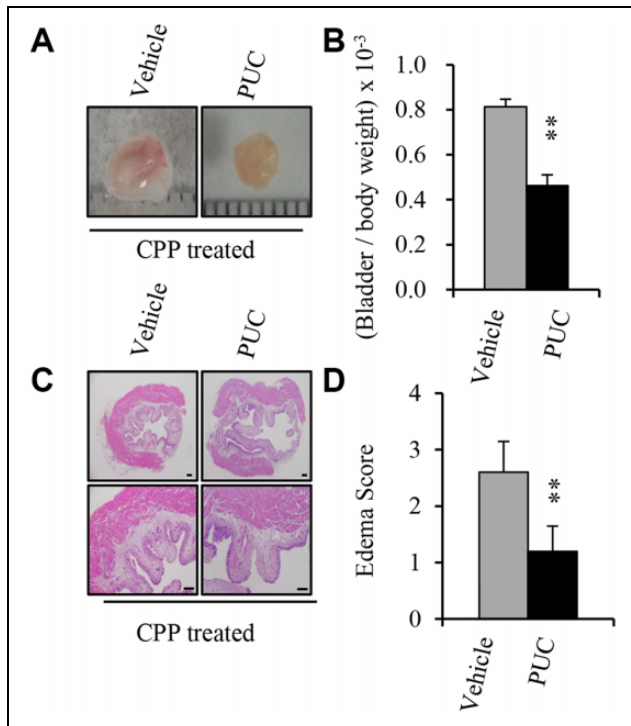 A
Vehicle
PUC
CPP treated
B
(Bladder / body weight) x 10-3
1.0
0.8
0.6
0.4
0.2
0.0
**
Vehicle
PUC
C
Vehicle
PUC
CPP treated
D
Edema Score
4
3
2
1
0
**
Vehicle
PUC